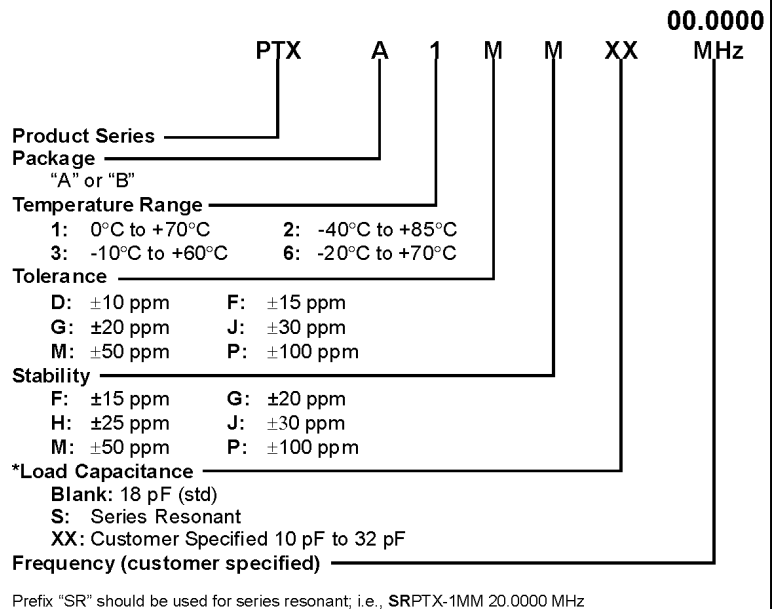 00.0000
PTX A 1 M M XX MHz
Product Series
Package
“A” or “B”
Temperature Range
1: 0°C to +70°C 2: -40°C to +85°C
3: -10°C to +60°C 6: -20°C to +70°C
Tolerance
D: ±10 ppm F: ±15 ppm
G: ±20 ppm J: ±30 ppm
M: ±50 ppm P: ±100 ppm
Stability
F: ±15 ppm G: ±20 ppm
H: ±25 ppm J: ±30 ppm
M: ±50 ppm P: ±100 ppm
*Load Capacitance
Blank: 18 pF (std)
S: Series Resonant
XX: Customer Specified 10 pF to 32 pF
Frequency (customer specified)
Prefix “SR” should be used for series resonant; i.e., SRPTX-1MM 20.0000 MHz